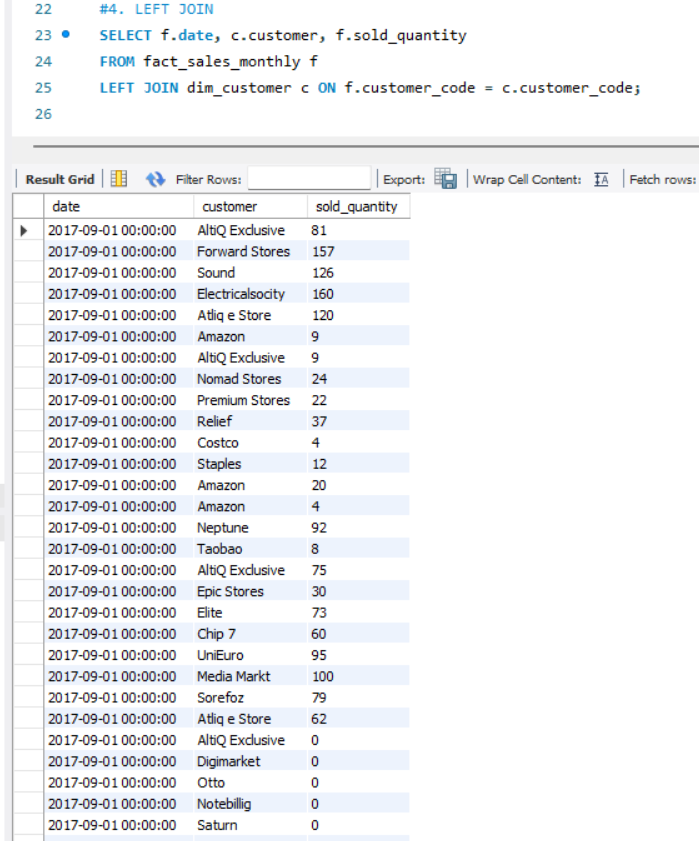 22 #4. LEFT JOIN
23 SELECT f.date, c.customer, f.sold_quantity
24 FROM fact_sales_monthly f
25 LEFT JOIN dim_customer c ON f.customer_code = c.customer_code;
26
Result Grid Filter Rows: Export: Wrap Cell Content: IA Fetch rows:
date customer sold_quantity
2017-09-01 00:00:00 AltiQ Exclusive 81
2017-09-01 00:00:00 Forward Stores 157
2017-09-01 00:00:00 Sound 126
2017-09-01 00:00:00 Electricalsocity 160
2017-09-01 00:00:00 Atliq e Store 120
2017-09-01 00:00:00 Amazon 9
2017-09-01 00:00:00 AltiQ Exclusive 9
2017-09-01 00:00:00 Nomad Stores 24
2017-09-01 00:00:00 Premium Stores 22
2017-09-01 00:00:00 Relief 37
2017-09-01 00:00:00 Costco 4
2017-09-01 00:00:00 Staples 12
2017-09-01 00:00:00 Amazon 20
2017-09-01 00:00:00 Amazon 4
2017-09-01 00:00:00 Neptune 92
2017-09-01 00:00:00 Taobao 8
2017-09-01 00:00:00 AltiQ Exclusive 75
2017-09-01 00:00:00 Epic Stores 30
2017-09-01 00:00:00 Elite 73
2017-09-01 00:00:00 Chip 7 60
2017-09-01 00:00:00 UniEuro 95
2017-09-01 00:00:00 Media Markt 100
2017-09-01 00:00:00 Sorefoz 79
2017-09-01 00:00:00 Atliq e Store 62
2017-09-01 00:00:00 AltiQ Exclusive 0
2017-09-01 00:00:00 Digimarket 0
2017-09-01 00:00:00 Otto 0
2017-09-01 00:00:00 Notebillig 0
2017-09-01 00:00:00 Saturn 0